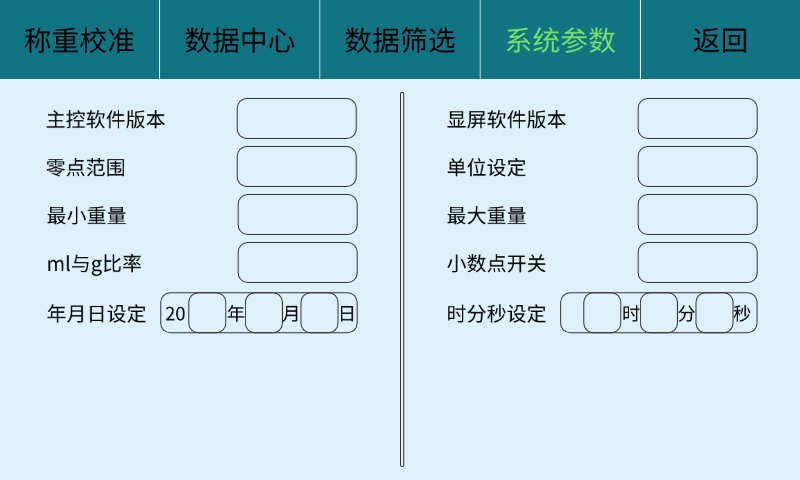 称重校准 数据中心 数据筛选 系统参数 返回
主控软件版本
零点范围
最小重量
ml与g比率
年月日设定 20 年 月 日
显屏软件版本
单位设定
最大重量
小数点开关
时分秒设定 时 分 秒